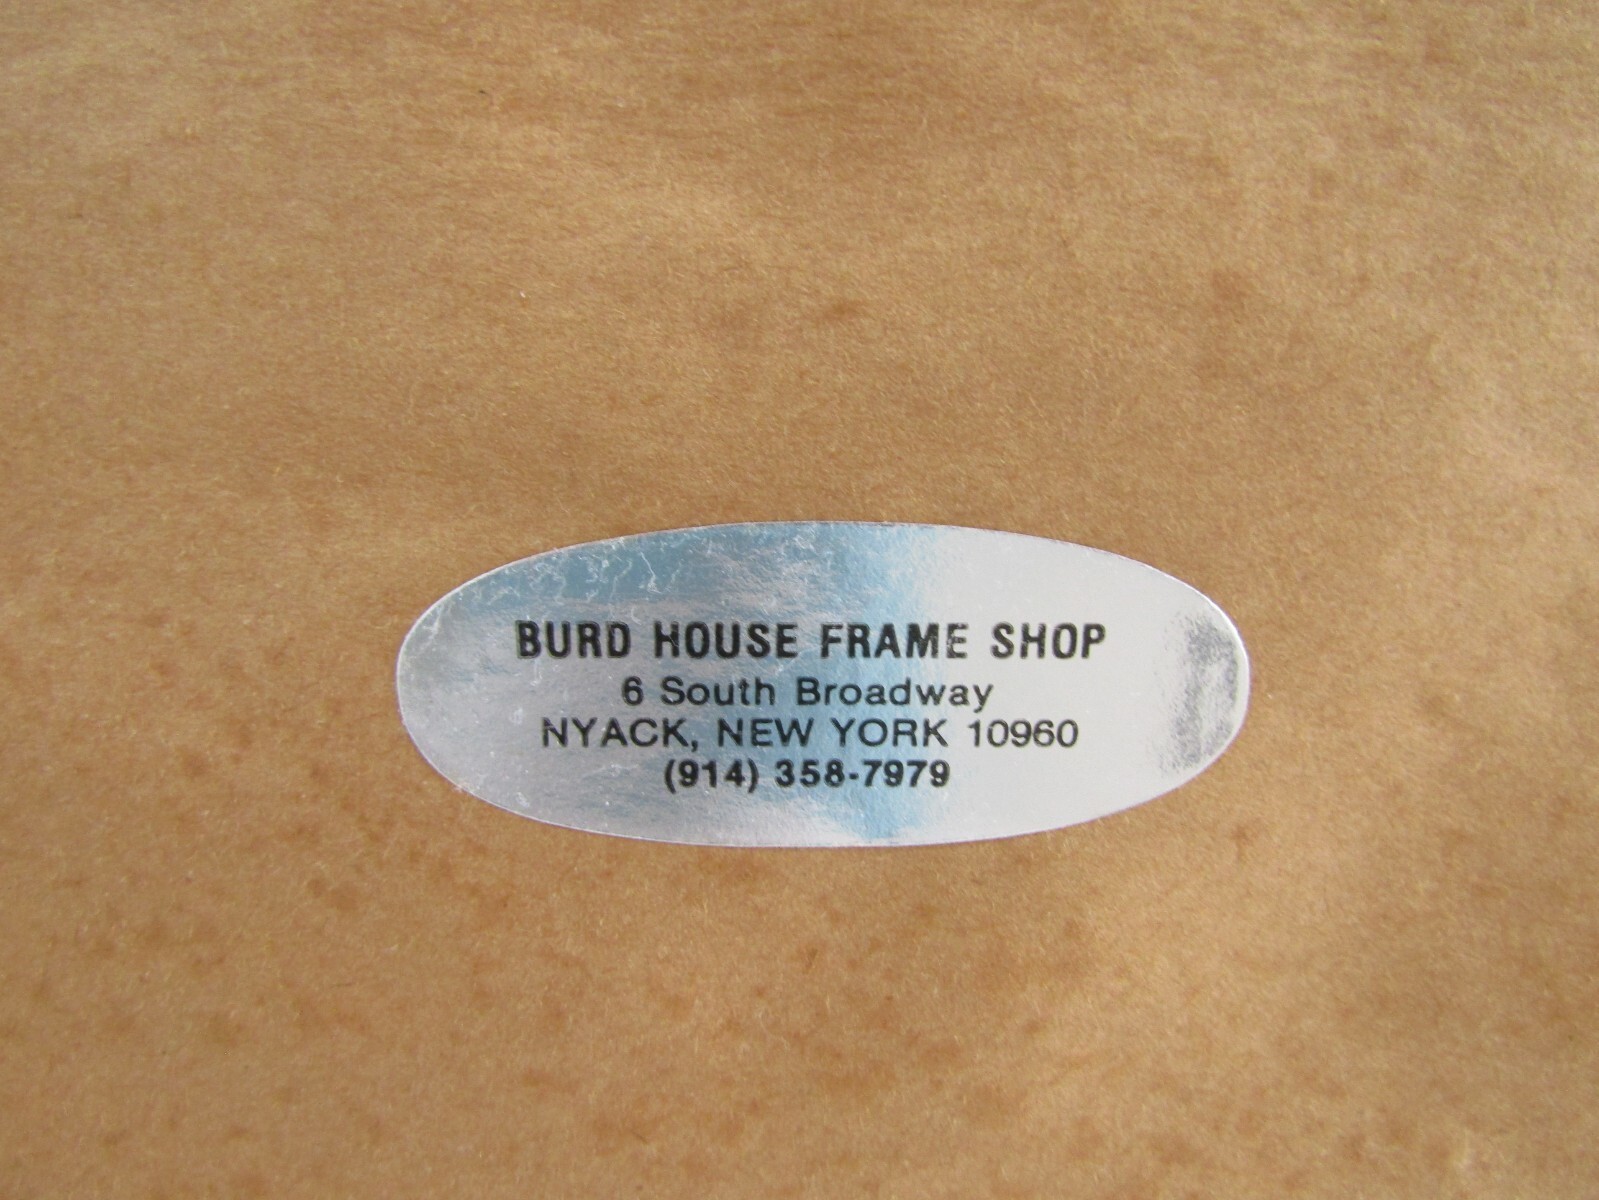 BURD HOUSE FRAME SHOP
6 South Broadway
NYACK, NEW YORK 10960
(914) 358-7979